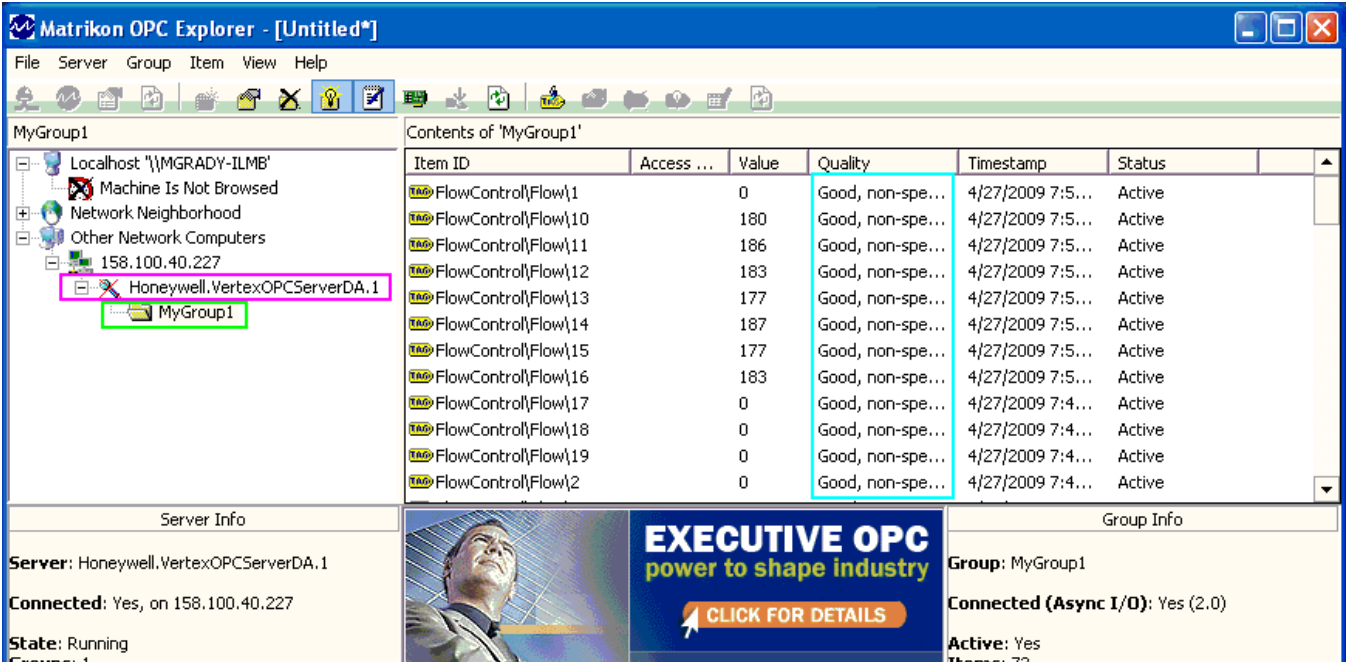 Matrikon OPC Explorer - [Untitled*]
File Server Group Item View Help
MyGroup1
Contents of 'MyGroup1'
Localhost '\\MGRADY-ILMB'
Machine Is Not Browsed
Network Neighborhood
Other Network Computers
158.100.40.227
Honeywell.VertexOPCServerDA.1
MyGroup1
Item ID Access ... Value Quality Timestamp Status
FlowControl\Flow\1 0 Good, non-spe... 4/27/2009 7:5... Active
FlowControl\Flow\10 180 Good, non-spe... 4/27/2009 7:5... Active
FlowControl\Flow\11 186 Good, non-spe... 4/27/2009 7:5... Active
FlowControl\Flow\12 183 Good, non-spe... 4/27/2009 7:5... Active
FlowControl\Flow\13 177 Good, non-spe... 4/27/2009 7:5... Active
FlowControl\Flow\14 187 Good, non-spe... 4/27/2009 7:5... Active
FlowControl\Flow\15 177 Good, non-spe... 4/27/2009 7:5... Active
FlowControl\Flow\16 183 Good, non-spe... 4/27/2009 7:5... Active
FlowControl\Flow\17 0 Good, non-spe... 4/27/2009 7:4... Active
FlowControl\Flow\18 0 Good, non-spe... 4/27/2009 7:4... Active
FlowControl\Flow\19 0 Good, non-spe... 4/27/2009 7:4... Active
FlowControl\Flow\2 0 Good, non-spe... 4/27/2009 7:4... Active
Server Info
Server: Honeywell.VertexOPCServerDA.1
Connected: Yes, on 158.100.40.227
State: Running
EXECUTIVE OPC
power to shape industry
CLICK FOR DETAILS
Group Info
Group: MyGroup1
Connected (Async I/O): Yes (2.0)
Active: Yes